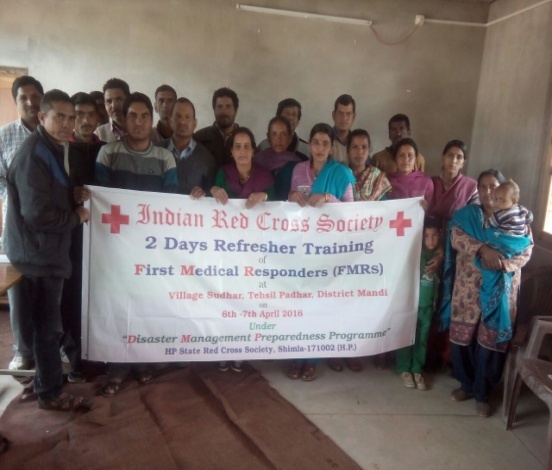 Indian Red Cross Society
2 Days Refresher Training
of
First Medical Responders (FMRs)
at
Village Sudhar, Tehsil Padhar, District Mandi
on
6th -7th April 2016
Under
"Disaster Management Preparedness Programme"
HP State Red Cross Society, Shimla-171002 (H.P.)